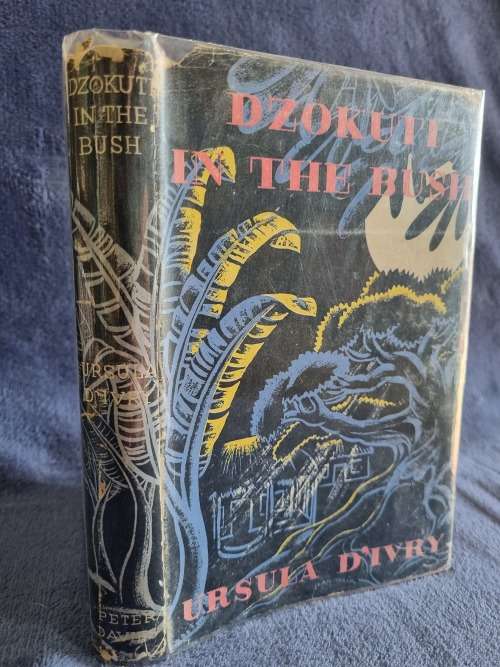 DZOKUTI
IN THE
BUSH
URSULA
D'IVRY
PETER
DAVIES
DZOKUTI
IN THE BUSH
URSULA D'IVRY